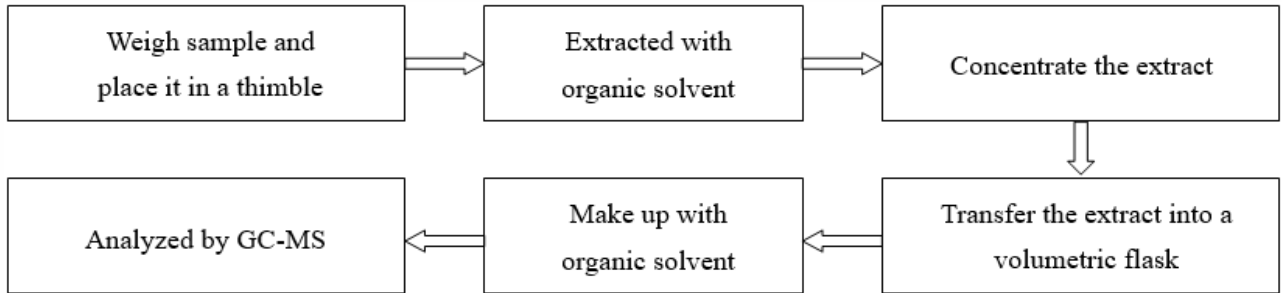 Weigh sample and
place it in a thimble
Extracted with
organic solvent
Concentrate the extract
Transfer the extract into a
volumetric flask
Make up with
organic solvent
Analyzed by GC-MS